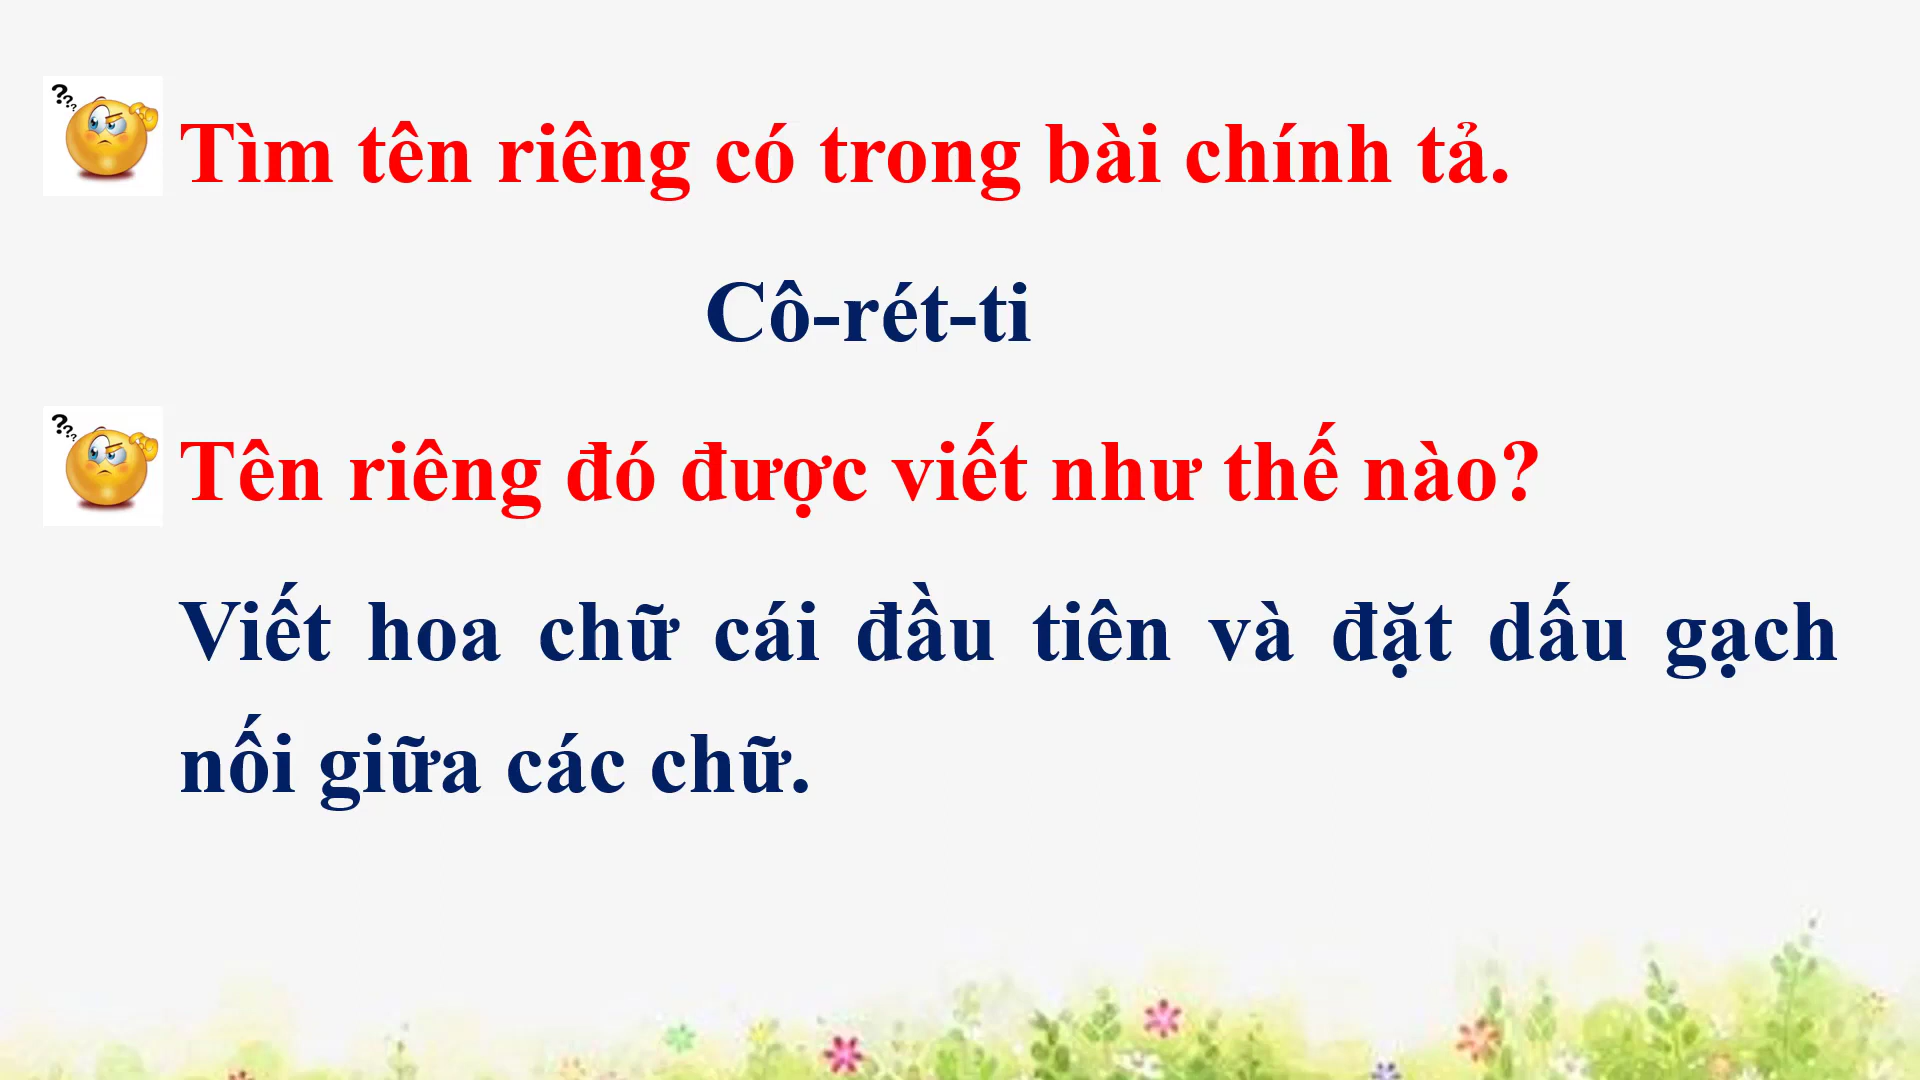 Tìm tên riêng có trong bài chính tả.
Cô-rét-ti
Tên riêng đó được viết như thế nào?
Viết hoa chữ cái đầu tiên và đặt dấu gạch
nối giữa các chữ.